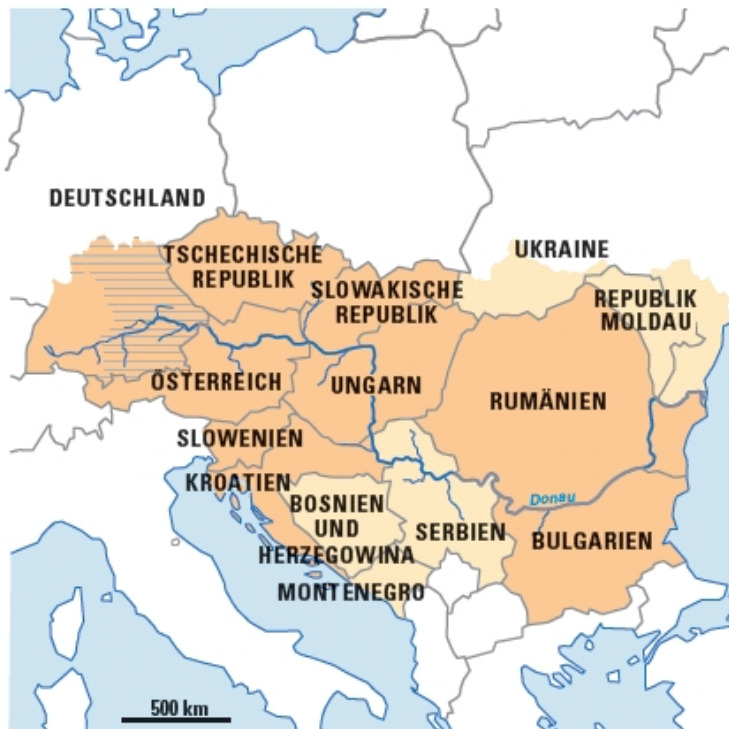 DEUTSCHLAND
UKRAINE
TSCHECHISCHE
REPUBLIK
SLOWAKISCHE
REPUBLIK
REPUBLIK
MOLDAU
ÖSTERREICH
UNGARN
RUMÄNIEN
SLOWENIEN
KROATIEN
BOSNIEN
UND
HERZEGOWINA
SERBIEN
Donau
BULGARIEN
MONTENEGRO
500 km